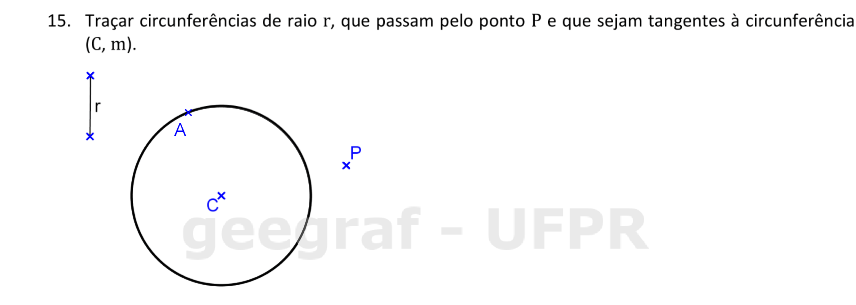 15. Traçar circunferências de raio r, que passam pelo ponto P e que sejam tangentes à circunferência
(C, m).
r
A
P
C
geegraf - UFPR